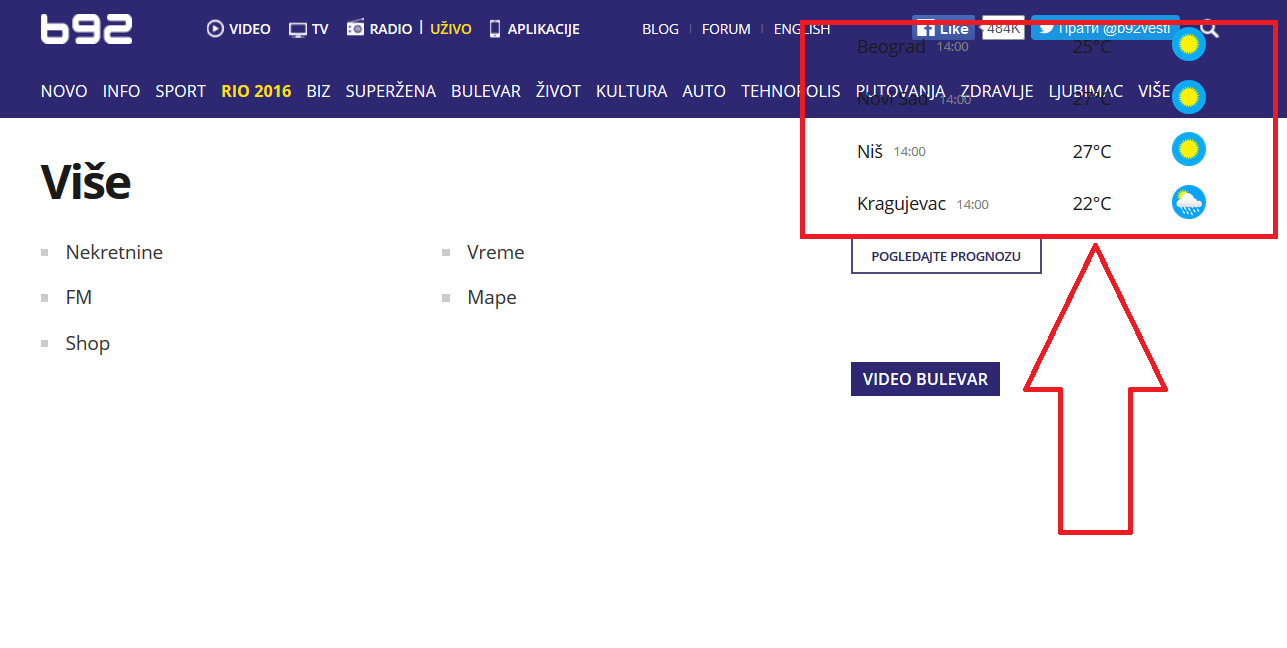 b92 VIDEO TV RADIO UŽIVO APLIKACIJE BLOG FORUM ENGLISH Like 484K Прати @b92vesti
Beograd 14:00 25°C
NOVO INFO SPORT RIO 2016 BIZ SUPERŽENA BULEVAR ŽIVOT KULTURA AUTO TEHNOPOLIS PUTOVANJA ZDRAVLJE LJUBIMAC VIŠE
Novi Sad 14:00 27°C
Niš 14:00 27°C
Više
Kragujevac 14:00 22°C
Nekretnine Vreme
POGLEDAJTE PROGNOZU
FM Mape
Shop
VIDEO BULEVAR